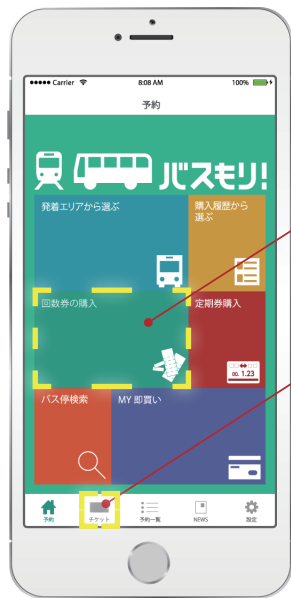 Carrier 8:08 AM 100%
予約
バスもり!
発着エリアから選ぶ
購入履歴から
選ぶ
回数券の購入
定期券購入
00. 1.23
バス停検索
MY 即買い
予約
チケット
予約一覧
NEWS
設定